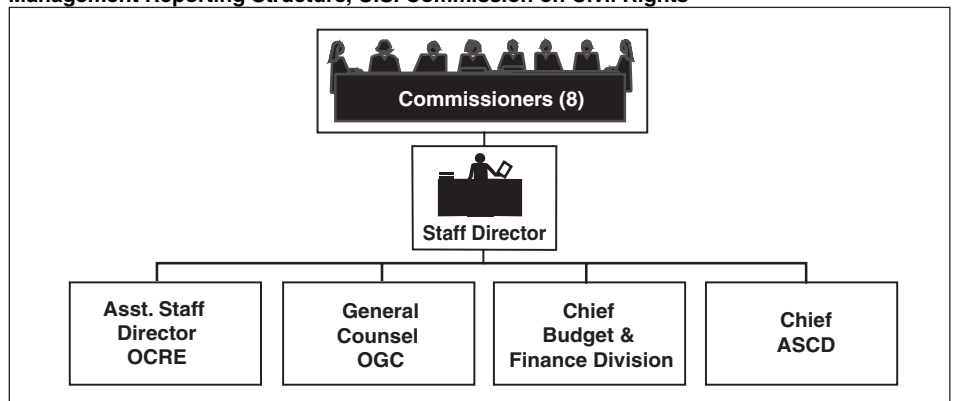 Management Reporting Structure, U.S. Commission on Civil Rights
Commissioners (8)
Staff Director
Asst. Staff
Director
OCRE
General
Counsel
OGC
Chief
Budget &
Finance Division
Chief
ASCD